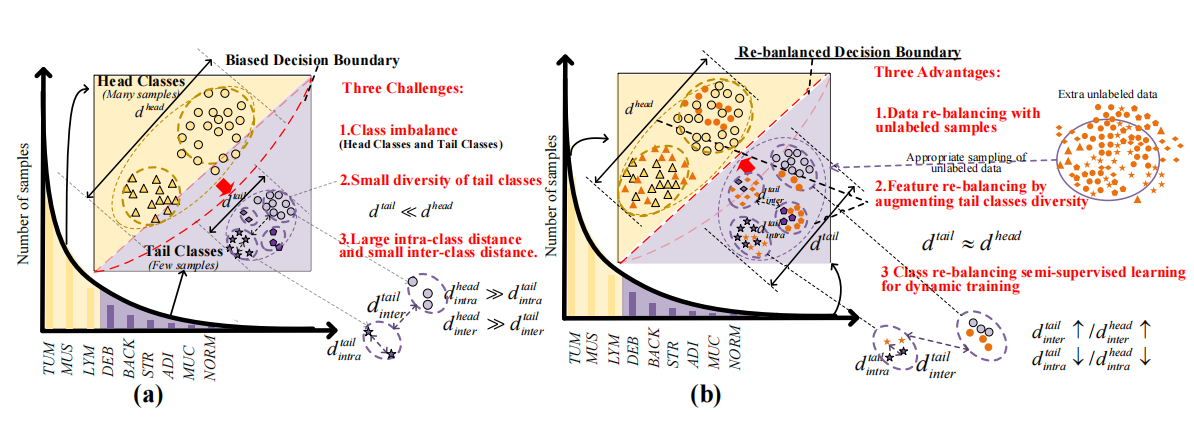 Biased Decision Boundary
Head Classes
(Many samples)
d^head
Three Challenges:
1.Class imbalance
(Head Classes and Tail Classes)
2.Small diversity of tail classes
d^tail ≪ d^head
3.Large intra-class distance
and small inter-class distance.
d^tail
Tail Classes
(Few samples)
Number of samples
d^tail_inter
d^head_intra ≫ d^tail_intra
d^head_inter ≫ d^tail_inter
d^tail_intra
TUM
MUS
LYM
DEB
BACK
STR
ADI
MUC
NORM
(a)
Re-banlanced Decision Boundary
Three Advantages:
Extra unlabeled data
d^head
1.Data re-balancing with
unlabeled samples
Appropriate sampling of
unlabeled data
2.Feature re-balancing by
augmenting tail classes diversity
d^tail_inter
d^tail_intra
d^tail
d^tail ≈ d^head
3 Class re-balancing semi-supervised learning
for dynamic training
Number of samples
d^tail_inter ↑ / d^head_inter ↑
d^tail_intra ↓ / d^head_intra ↓
d^tail_intra
d^tail_inter
TUM
MUS
LYM
DEB
BACK
STR
ADI
MUC
NORM
(b)